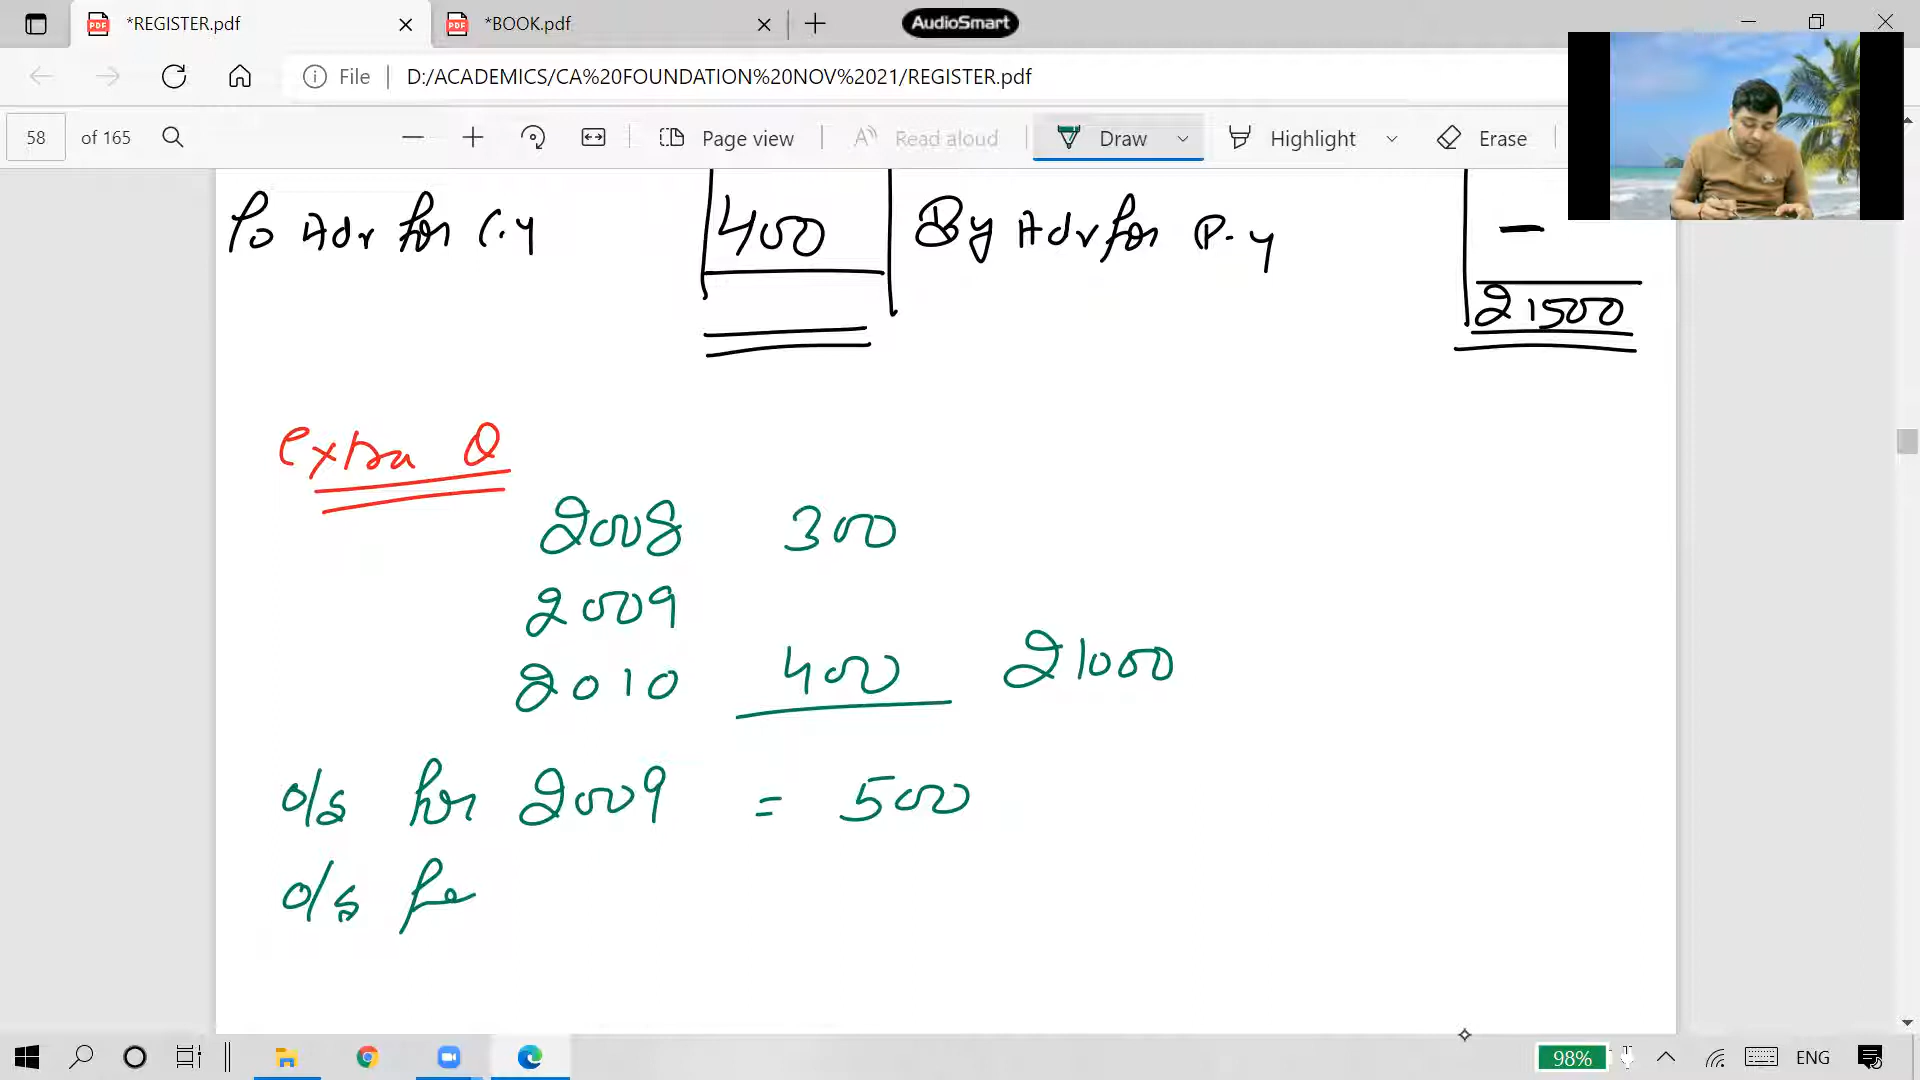 *REGISTER.pdf
*BOOK.pdf
AudioSmart
File
D:/ACADEMICS/CA%20FOUNDATION%20NOV%2021/REGISTER.pdf
58 of 165
Page view
Read aloud
Draw
Highlight
Erase
To Adv for C.y 400 By Adv for P.y —
21500
Extra Q
2008 300
2009
2010 400 21000
o/s for 2009 = 500
o/s fo
98%
ENG